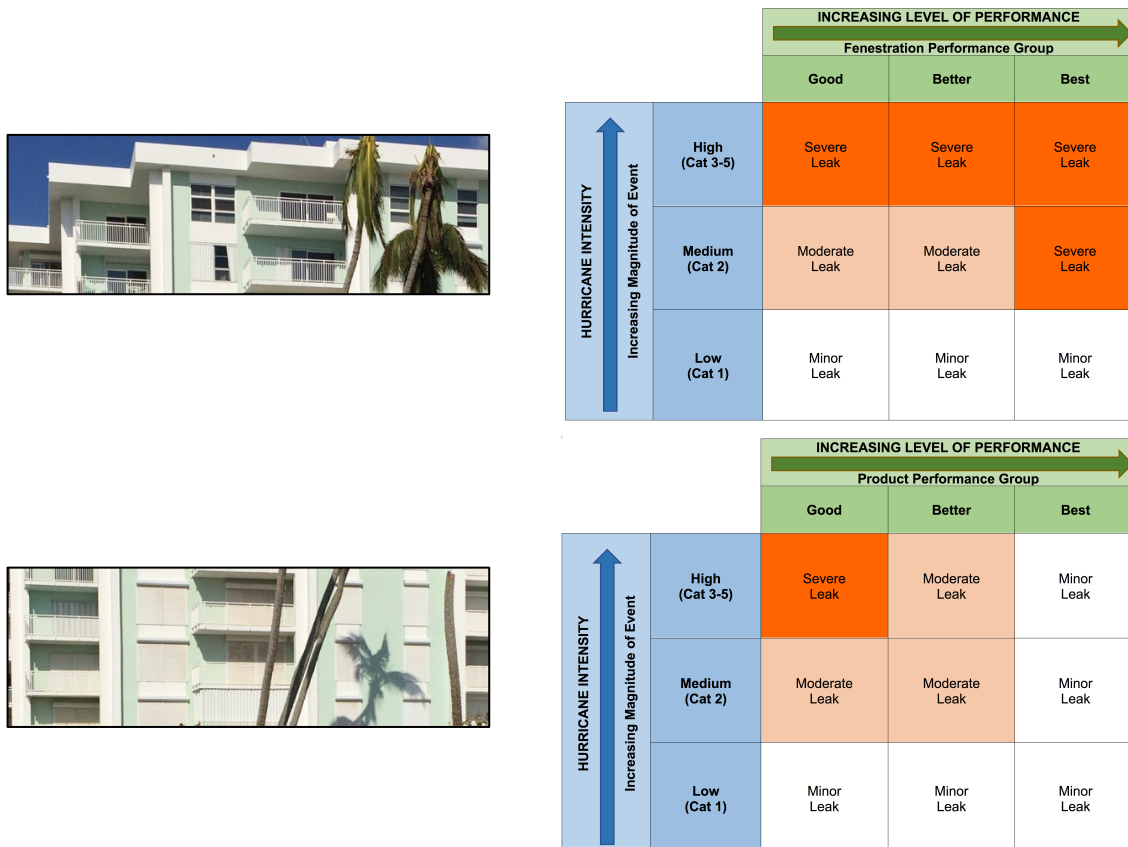 INCREASING LEVEL OF PERFORMANCE
Fenestration Performance Group
Good Better Best
HURRICANE INTENSITY
Increasing Magnitude of Event
High
(Cat 3-5)
Severe
Leak
Severe
Leak
Severe
Leak
Medium
(Cat 2)
Moderate
Leak
Moderate
Leak
Severe
Leak
Low
(Cat 1)
Minor
Leak
Minor
Leak
Minor
Leak
INCREASING LEVEL OF PERFORMANCE
Product Performance Group
Good Better Best
HURRICANE INTENSITY
Increasing Magnitude of Event
High
(Cat 3-5)
Severe
Leak
Moderate
Leak
Minor
Leak
Medium
(Cat 2)
Moderate
Leak
Moderate
Leak
Minor
Leak
Low
(Cat 1)
Minor
Leak
Minor
Leak
Minor
Leak